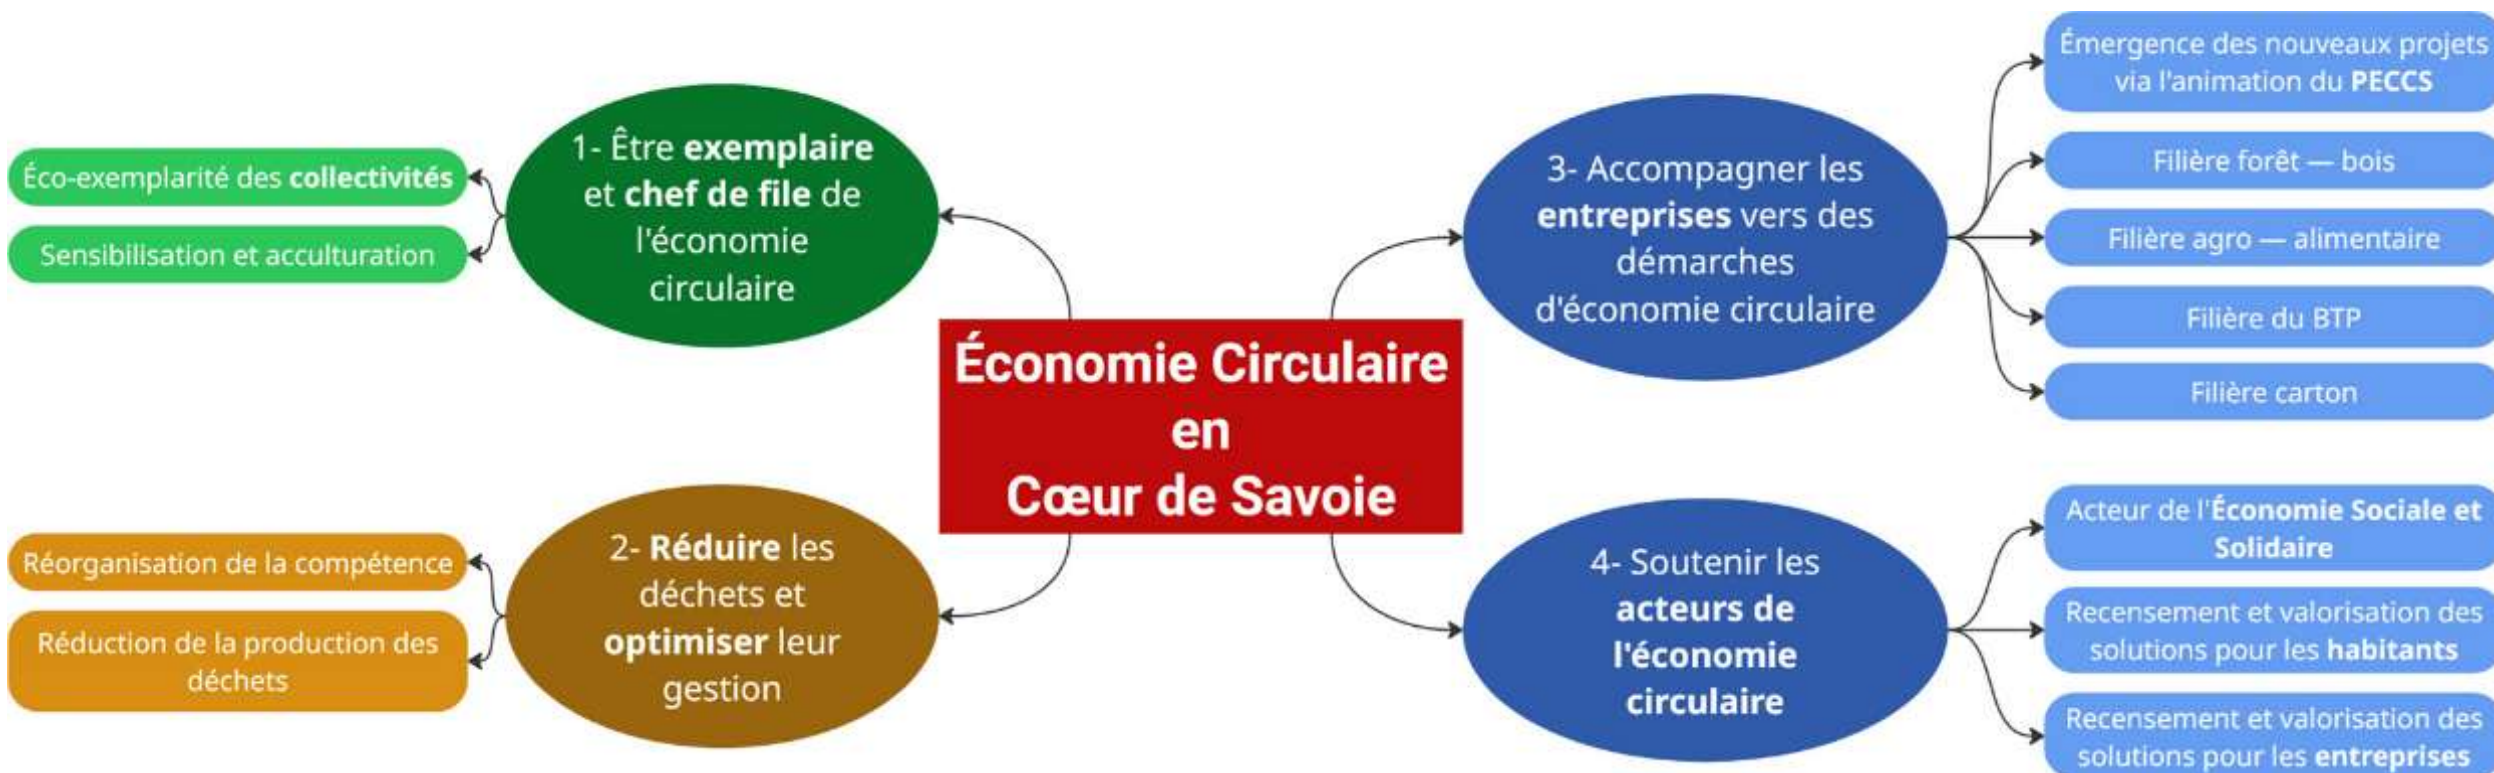 1- Être exemplaire
et chef de file de
l'économie
circulaire
Éco-exemplarité des collectivités
Sensibilisation et acculturation
2- Réduire les
déchets et
optimiser leur
gestion
Réorganisation de la compétence
Réduction de la production des
déchets
Économie Circulaire
en
Cœur de Savoie
3- Accompagner les
entreprises vers des
démarches
d'économie circulaire
Émergence des nouveaux projets
via l'animation du PECCS
Filière forêt — bois
Filière agro — alimentaire
Filière du BTP
Filière carton
4- Soutenir les
acteurs de
l'économie
circulaire
Acteur de l'Économie Sociale et
Solidaire
Recensement et valorisation des
solutions pour les habitants
Recensement et valorisation des
solutions pour les entreprises